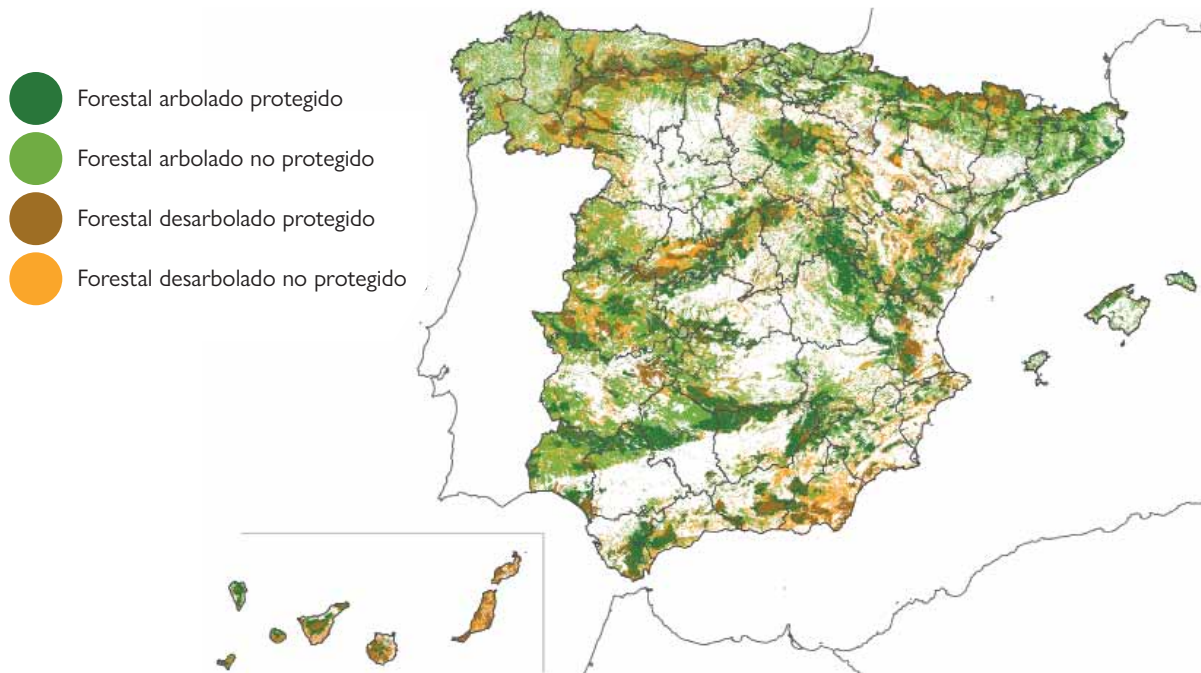 Forestal arbolado protegido
Forestal arbolado no protegido
Forestal desarbolado protegido
Forestal desarbolado no protegido